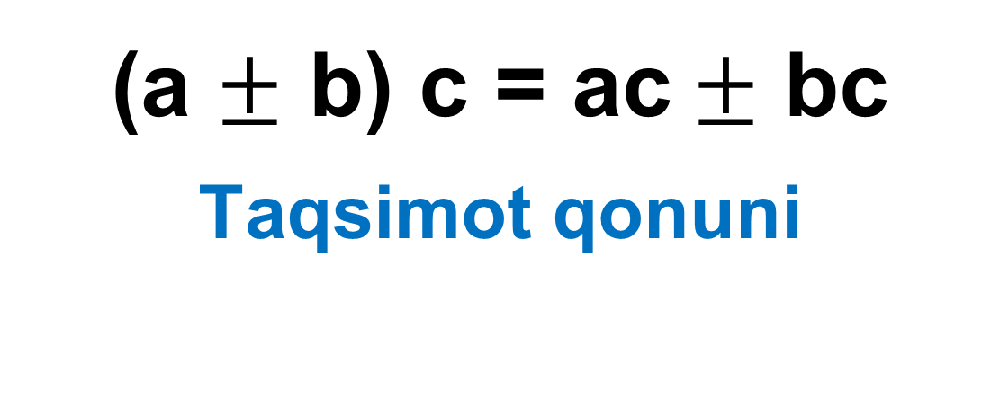 (a ± b) c = ac ± bc
Taqsimot qonuni